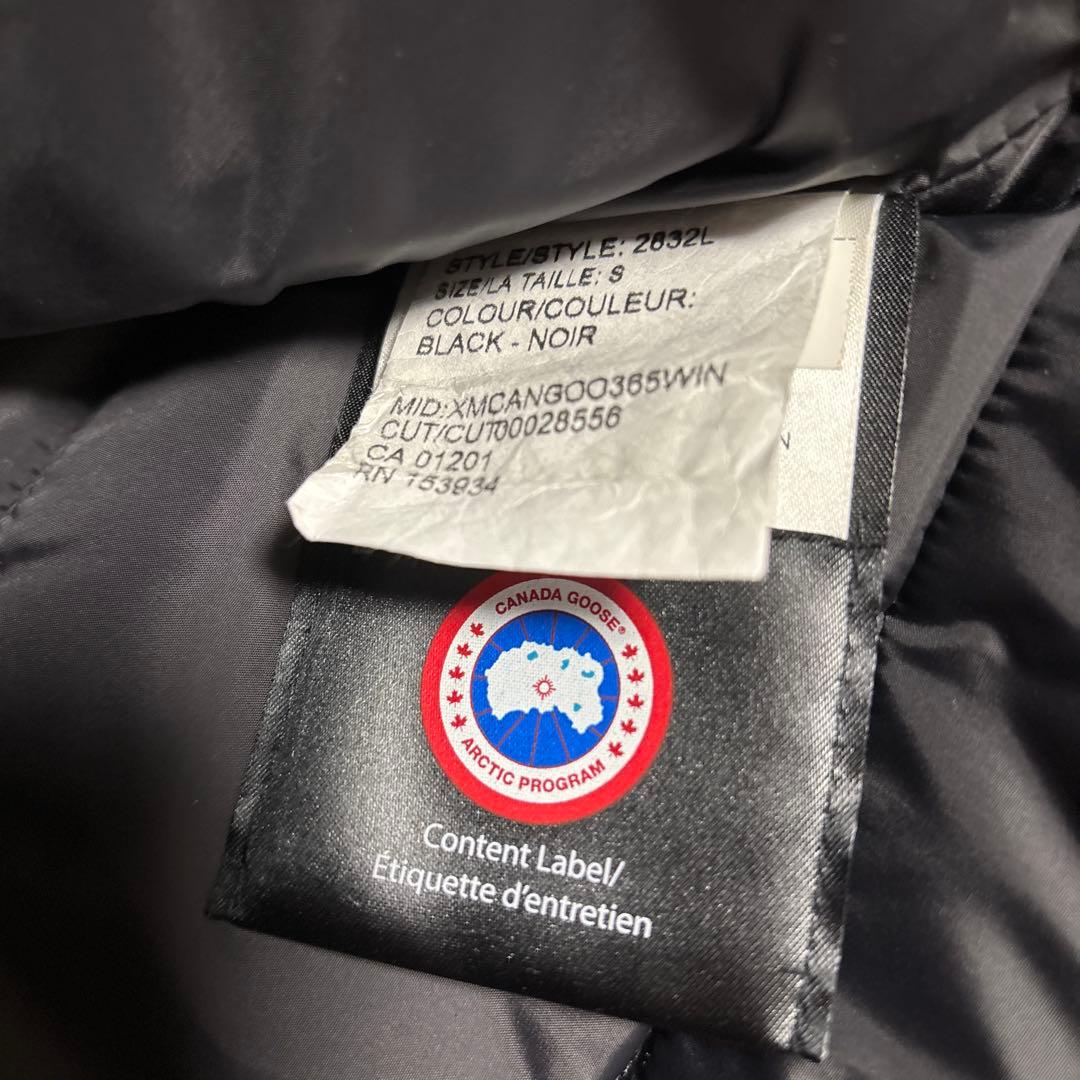 STYLE/STYLE: 2832L
SIZE/LA TAILLE: S
COLOUR/COULEUR:
BLACK - NOIR
MID:XMCANGOO365WIN
CUT/CUT00028556
CA 01201
RN 153934
N
CANADA GOOSE®
ARCTIC PROGRAM
Content Label/
Étiquette d'entretien